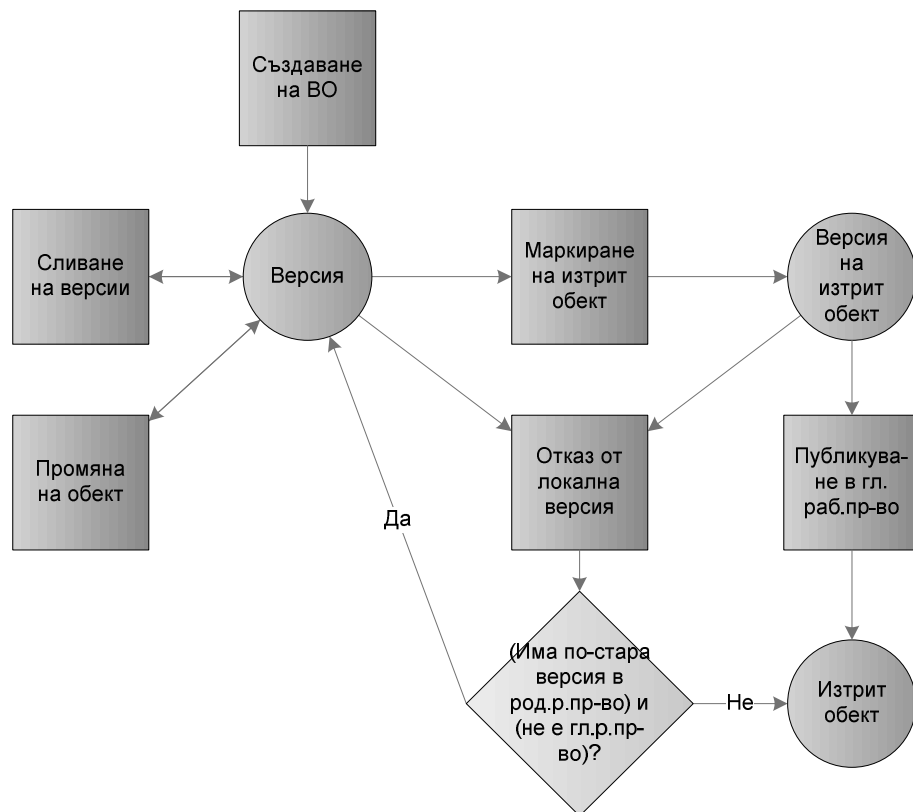 Създаване
на ВО
Сливане
на версии
Версия
Маркиране
на изтрит
обект
Версия
на
изтрит
обект
Промяна
на обект
Отказ от
локална
версия
Публикува-
не в гл.
раб.пр-во
Да
(Има по-стара
версия в
род.р.пр-во) и
(не е гл.р.пр-
во)?
Не
Изтрит
обект